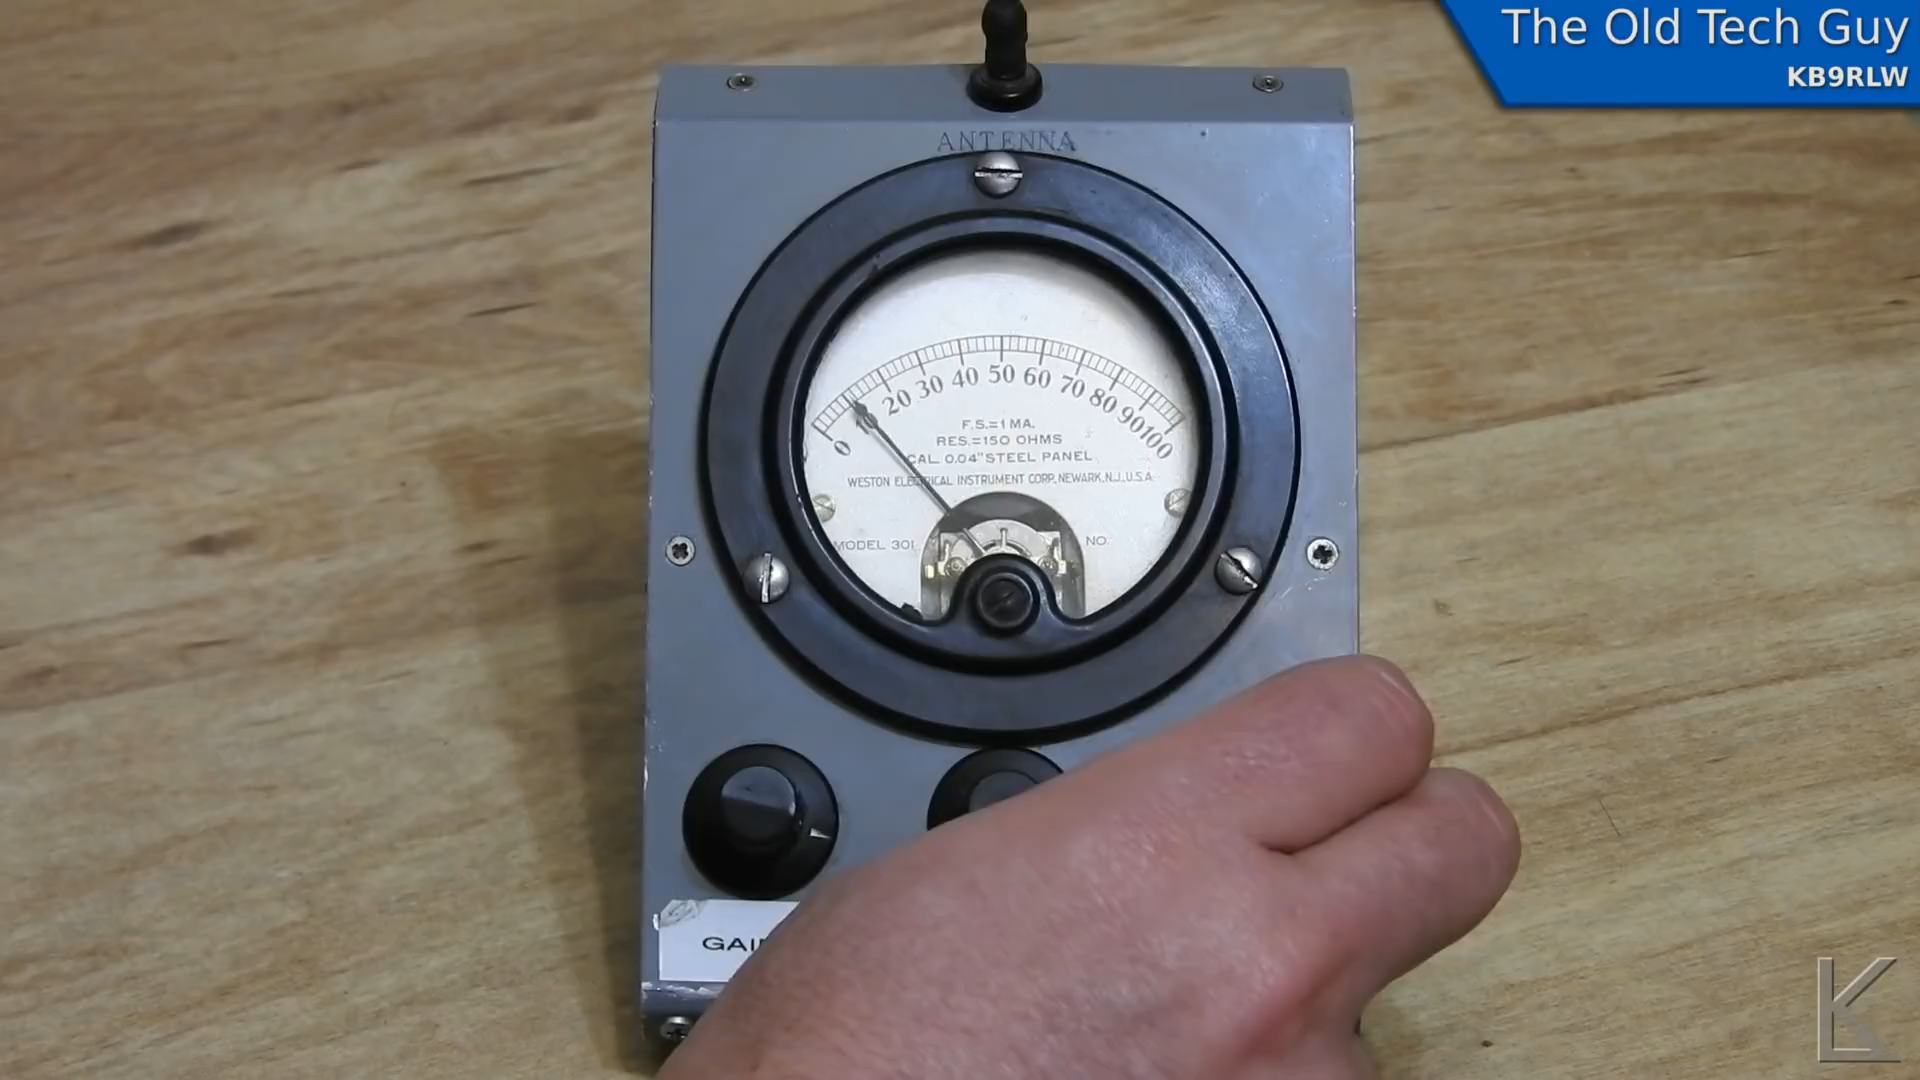 The Old Tech Guy
KB9RLW
ANTENNA
0 10 20 30 40 50 60 70 80 90 100
F.S.=1 MA.
RES.=150 OHMS
CAL. 0.04" STEEL PANEL
WESTON ELECTRICAL INSTRUMENT CORP., NEWARK, N.J., U.S.A.
MODEL 301
NO.
GAI